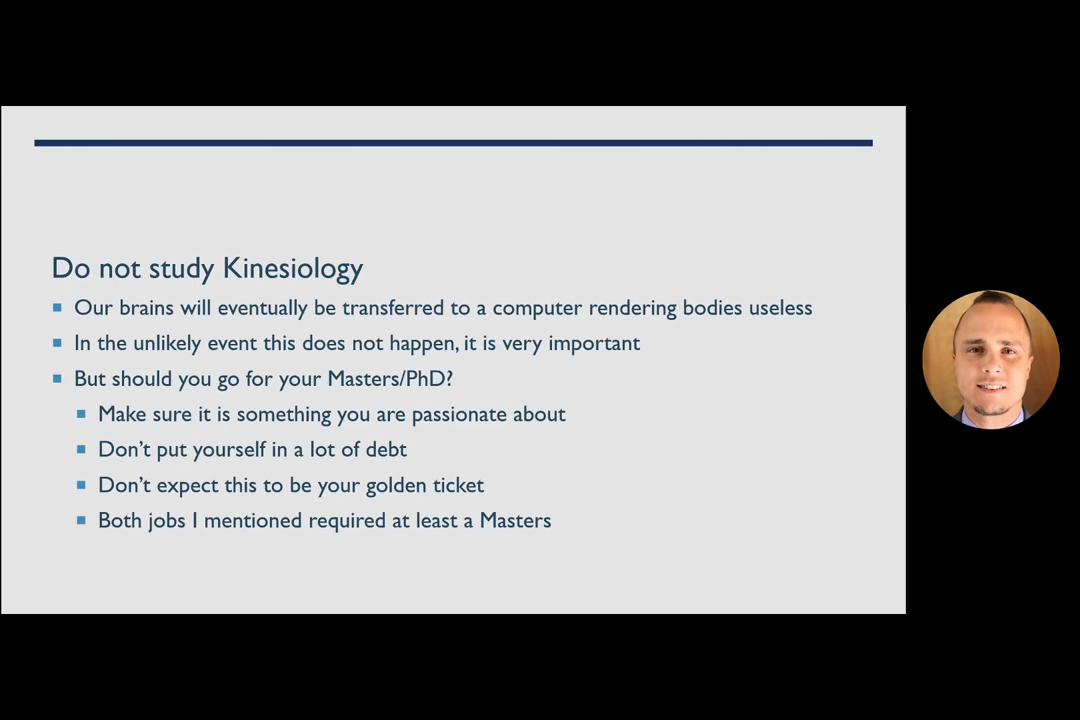 Do not study Kinesiology
Our brains will eventually be transferred to a computer rendering bodies useless
In the unlikely event this does not happen, it is very important
But should you go for your Masters/PhD?
Make sure it is something you are passionate about
Don’t put yourself in a lot of debt
Don’t expect this to be your golden ticket
Both jobs I mentioned required at least a Masters